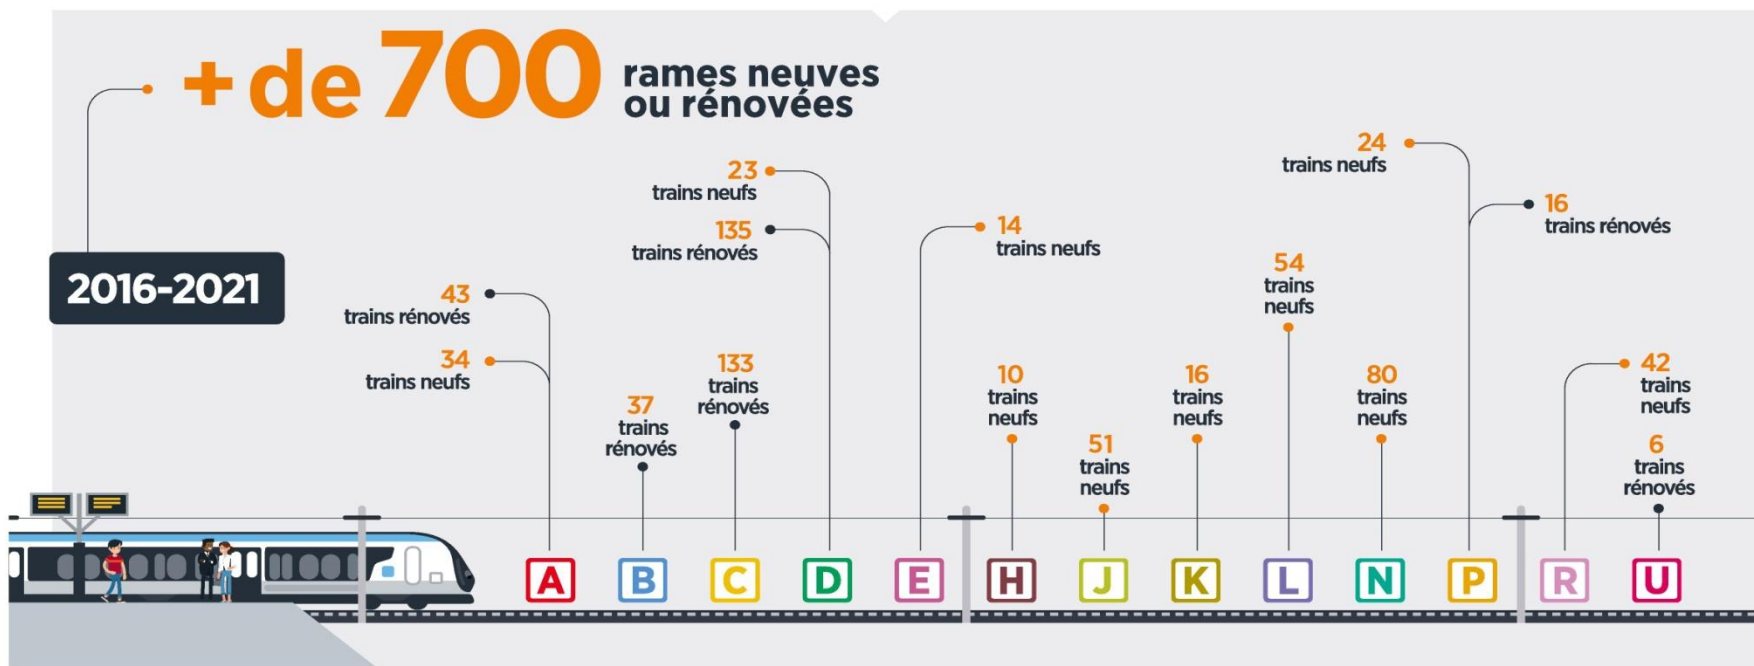 + de 700 rames neuves
ou rénovées
2016-2021
43
trains rénovés
34
trains neufs
37
trains
rénovés
133
trains
rénovés
23
trains neufs
135
trains rénovés
14
trains neufs
10
trains
neufs
51
trains
neufs
16
trains
neufs
54
trains
neufs
80
trains
neufs
24
trains neufs
16
trains rénovés
42
trains
neufs
6
trains
rénovés
A B C D E H J K L N P R U